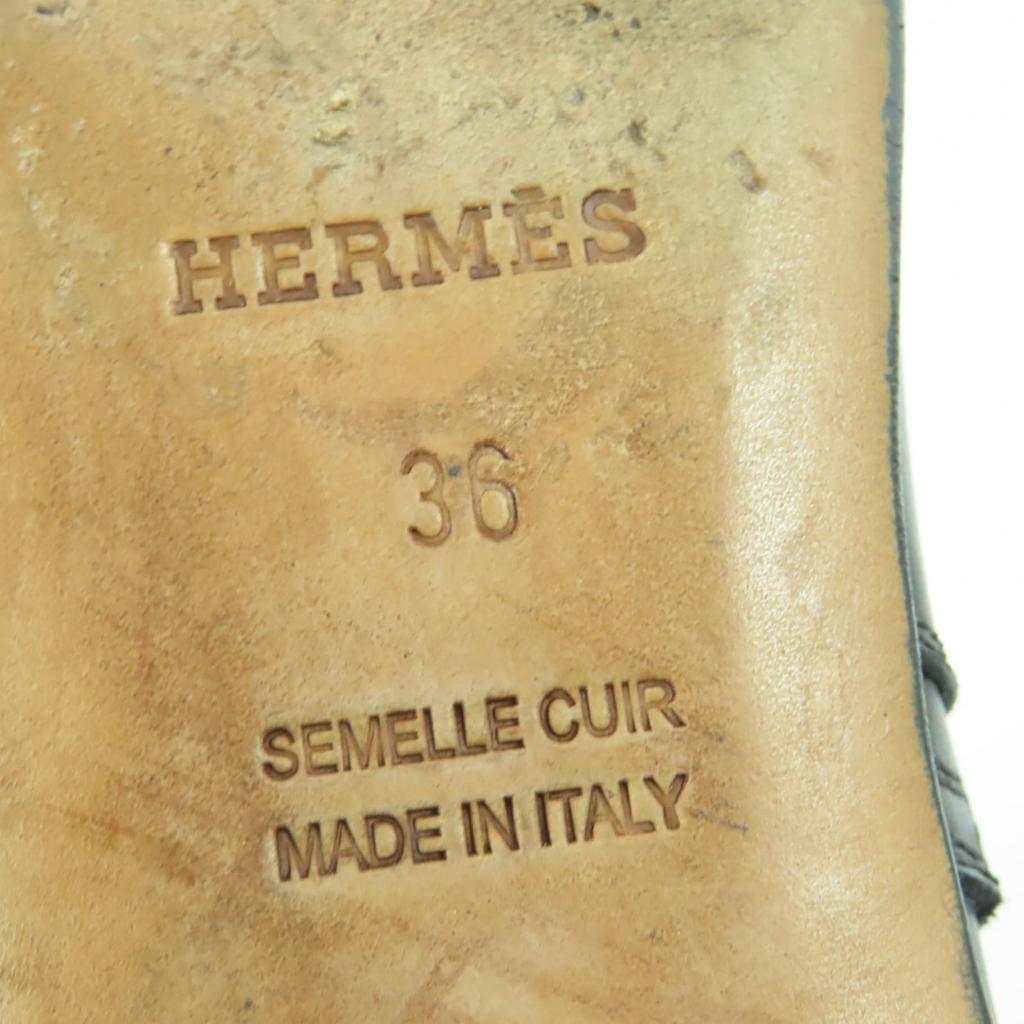 HERMÈS
36
SEMELLE CUIR
MADE IN ITALY